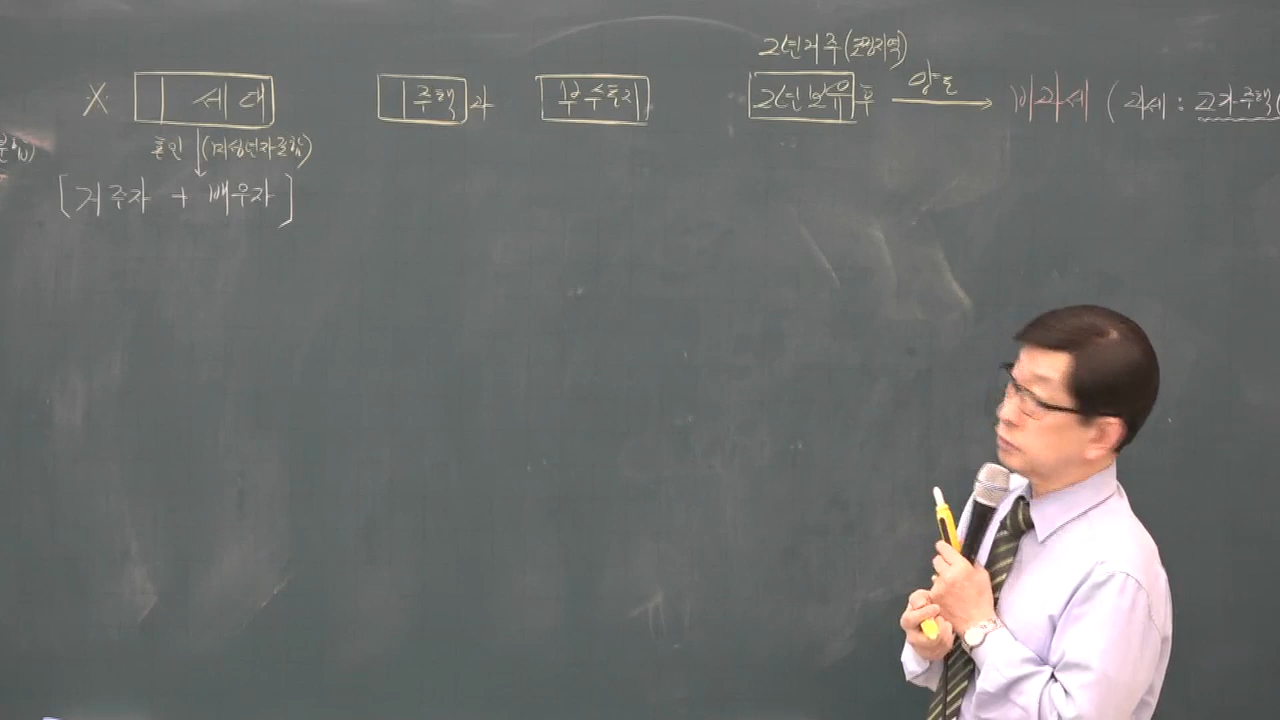 2년거주(조정지역)
※ 1세대 1주택과 부수토지 2년보유후 양도 → 비과세 (과세: 고가주택(
혼인 ↓ (미성년자포함)
[거주자 + 배우자]